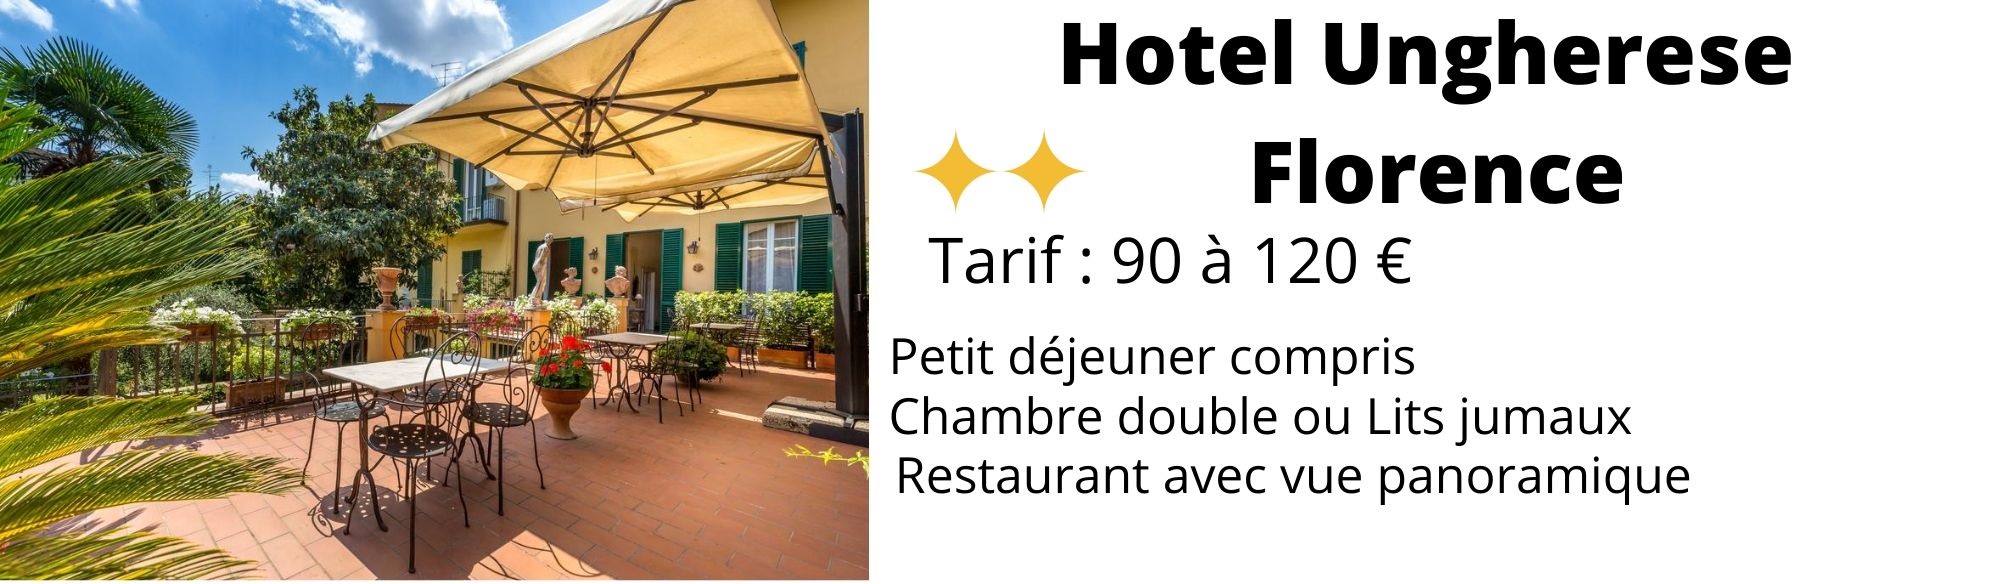 Hotel Ungherese
Florence
Tarif : 90 à 120 €
Petit déjeuner compris
Chambre double ou Lits jumaux
Restaurant avec vue panoramique